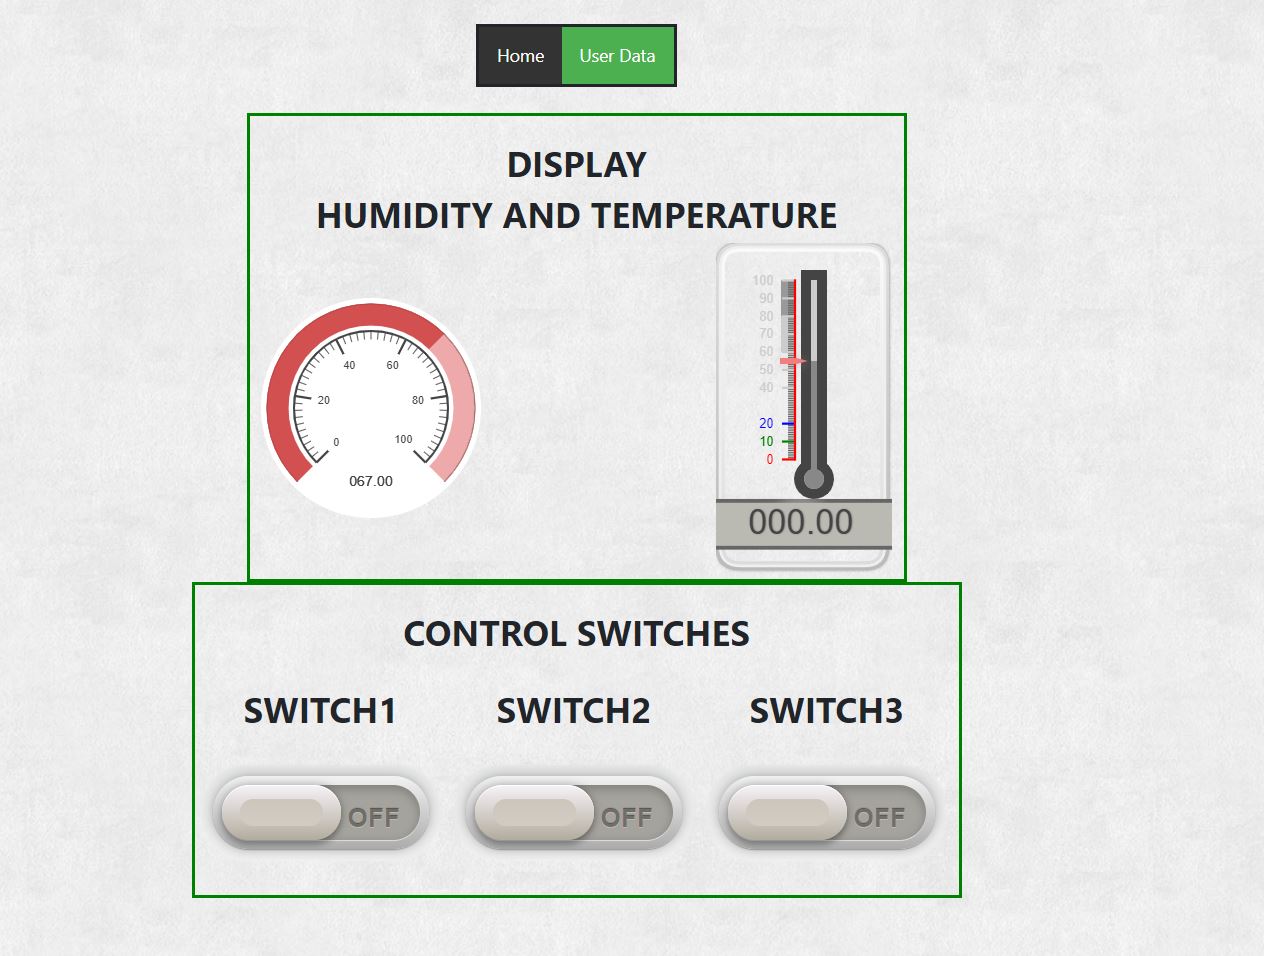 Home User Data
DISPLAY
HUMIDITY AND TEMPERATURE
0 20 40 60 80 100
067.00
100
90
80
70
60
50
40
20
10
0
000.00
CONTROL SWITCHES
SWITCH1 SWITCH2 SWITCH3
OFF OFF OFF